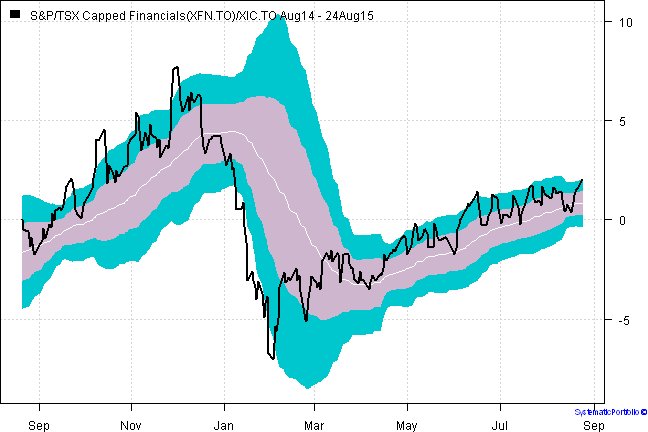 S&P/TSX Capped Financials(XFN.TO)/XIC.TO Aug14 - 24Aug15
10
5
0
-5
SystematicPortfolio ©
Sep Nov Jan Mar May Jul Sep